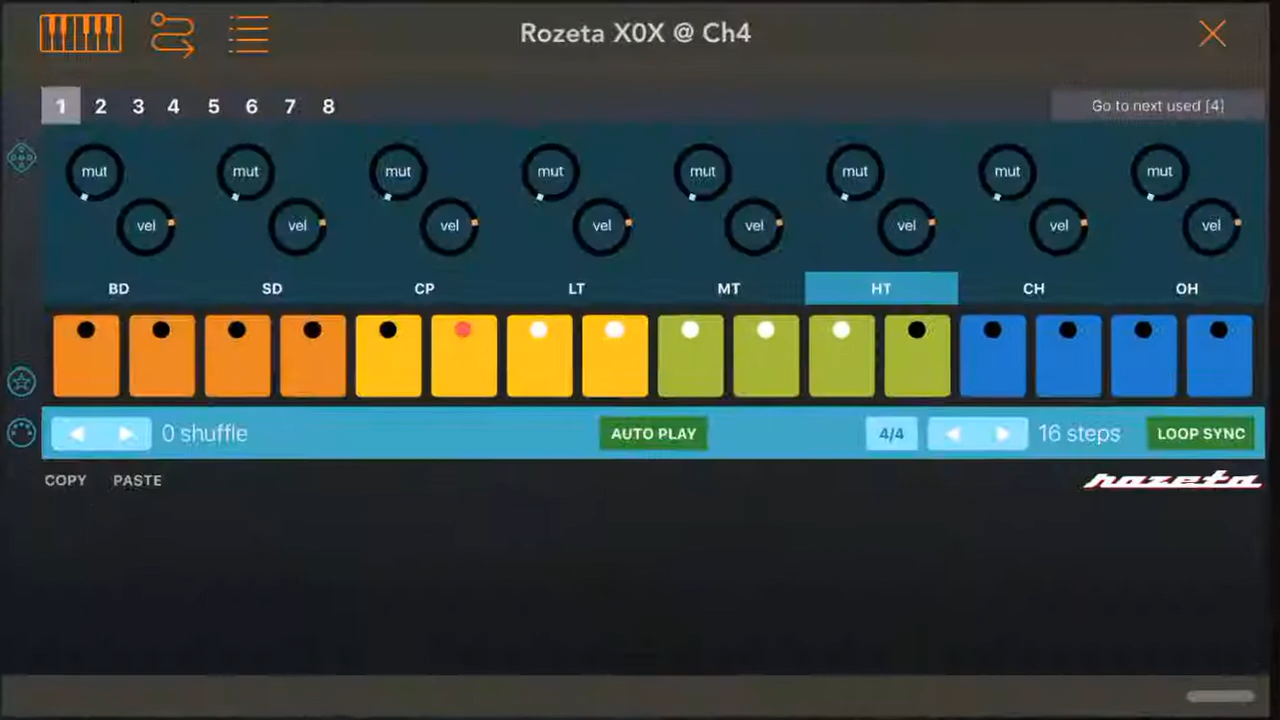 Rozeta X0X @ Ch4
1 2 3 4 5 6 7 8 Go to next used [4]
mut mut mut mut mut mut mut mut
vel vel vel vel vel vel vel vel
BD SD CP LT MT HT CH OH
0 shuffle AUTO PLAY 4/4 16 steps LOOP SYNC
COPY PASTE rozeta